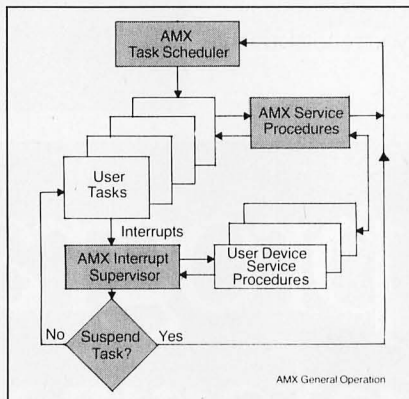 AMX
Task Scheduler
AMX Service
Procedures
User
Tasks
Interrupts
AMX Interrupt
Supervisor
User Device
Service
Procedures
No
Suspend
Task?
Yes
AMX General Operation